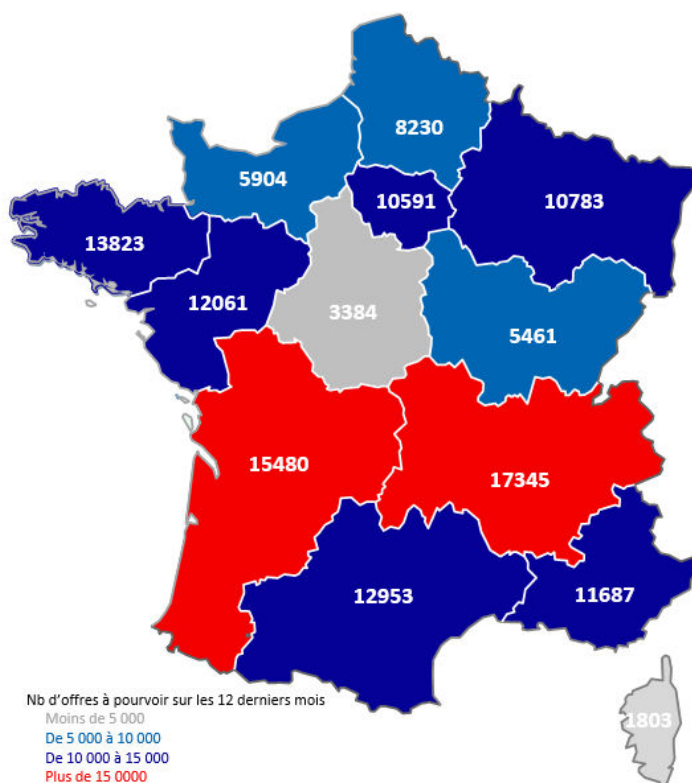 8230
5904
10591
10783
13823
12061
3384
5461
15480
17345
12953
11687
1803
Nb d'offres à pourvoir sur les 12 derniers mois
Moins de 5 000
De 5 000 à 10 000
De 10 000 à 15 000
Plus de 15 0000